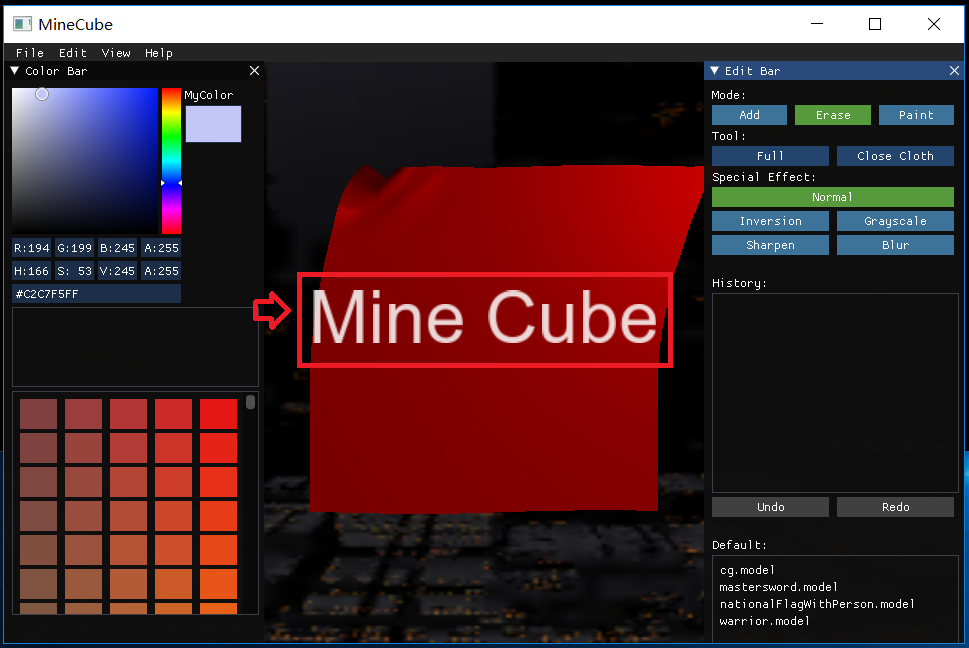 MineCube
File Edit View Help
Color Bar
MyColor
R:194 G:199 B:245 A:255
H:166 S: 53 V:245 A:255
#C2C7F5FF
Mine Cube
Edit Bar
Mode:
Add Erase Paint
Tool:
Full Close Cloth
Special Effect:
Normal
Inversion Grayscale
Sharpen Blur
History:
Undo Redo
Default:
cg.model
mastersword.model
nationalFlagWithPerson.model
warrior.model